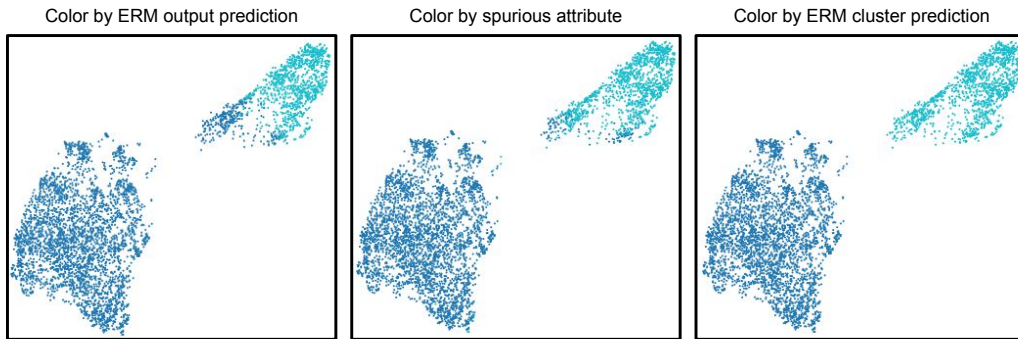 Color by ERM output prediction
Color by spurious attribute
Color by ERM cluster prediction